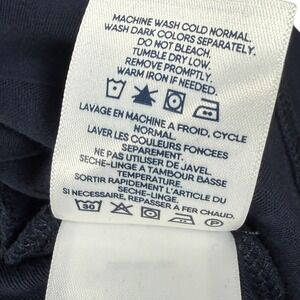 MACHINE WASH COLD NORMAL.
WASH DARK COLORS SEPARATELY.
DO NOT BLEACH.
TUMBLE DRY LOW.
REMOVE PROMPTLY.
WARM IRON IF NEEDED.
LAVAGE EN MACHINE A FROID, CYCLE
NORMAL.
LAVER LES COULEURS FONCEES
SEPAREMENT.
NE PAS UTILISER DE JAVEL.
SECHE-LINGE A TAMBOUR BASSE
TEMPERATURE.
SORTIR RAPIDEMENT L'ARTICLE DU
SECHE-LINGE.
SI NECESSAIRE, REPASSER A FER CHAUD.
30
P